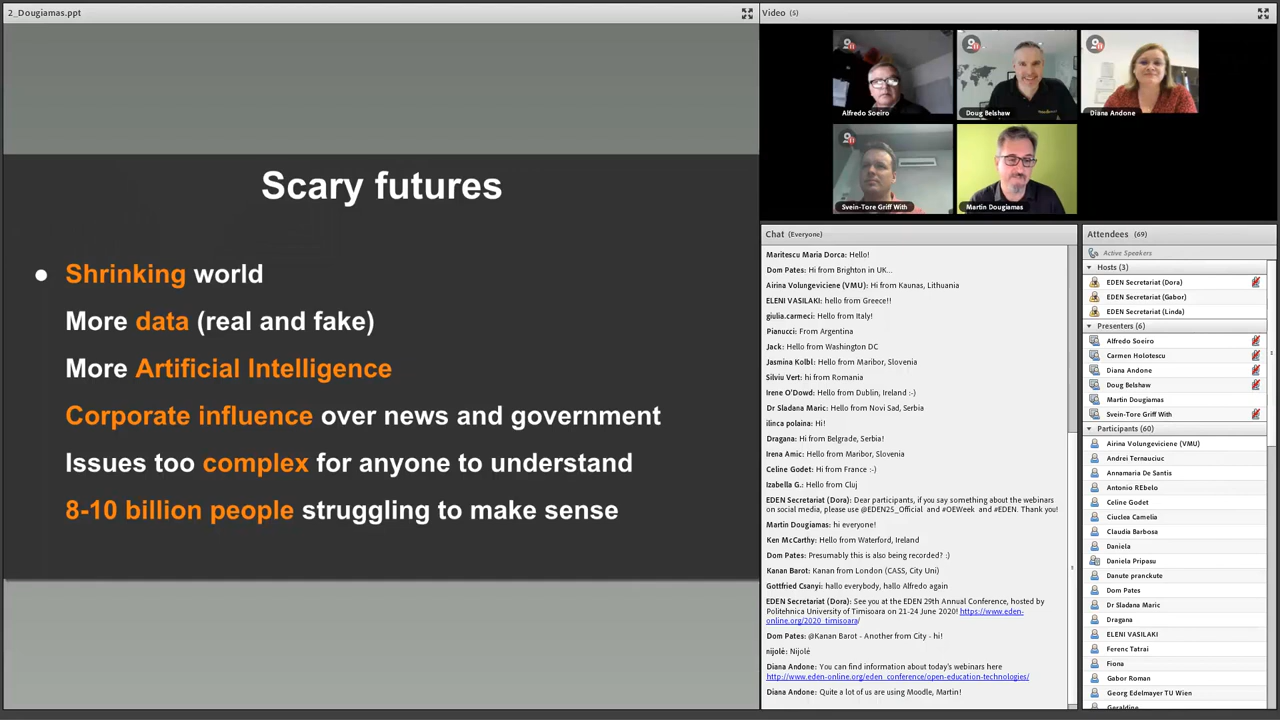 2_Dougiamas.ppt
Scary futures
● Shrinking world
More data (real and fake)
More Artificial Intelligence
Corporate influence over news and government
Issues too complex for anyone to understand
8-10 billion people struggling to make sense
Video (5)
Alfredo Soeiro
Doug Belshaw
Diana Andone
Svein-Tore Griff With
Martin Dougiamas
Chat (Everyone)
Maritescu Maria Dorca: Hello!
Dom Pates: Hi from Brighton in UK...
Airina Volungeviciene (VMU): Hi from Kaunas, Lithuania
ELENI VASILAKI: hello from Greece!!
giulia.carmeci: Hello from Italy!
Pianucci: From Argentina
Jack: Hello from Washington DC
Jasmina Kolbl: Hello from Maribor, Slovenia
Silviu Vert: hi from Romania
Irene O'Dowd: Hello from Dublin, Ireland :-)
Dr Sladana Maric: Hello from Novi Sad, Serbia
ilinca polaina: Hi!
Dragana: Hi from Belgrade, Serbia!
Irena Amic: Hello from Maribor, Slovenia
Celine Godet: Hi from France :-)
Izabella G.: Hello from Cluj
EDEN Secretariat (Dora): Dear participants, if you say something about the webinars
on social media, please use @EDEN25_Official and #OEWeek and #EDEN. Thank you!
Martin Dougiamas: hi everyone!
Ken McCarthy: Hello from Waterford, Ireland
Dom Pates: Presumably this is also being recorded? :)
Kanan Barot: Kanan from London (CASS, City Uni)
Gottfried Csanyi: hallo everybody, hallo Alfredo again
EDEN Secretariat (Dora): See you at the EDEN 29th Annual Conference, hosted by
Politehnica University of Timisoara on 21-24 June 2020! https://www.eden-
online.org/2020_timisoara/
Dom Pates: @Kanan Barot - Another from City - hi!
nijolė: Nijolė
Diana Andone: You can find information about today's webinars here
http://www.eden-online.org/eden_conference/open-education-technologies/
Diana Andone: Quite a lot of us are using Moodle, Martin!
Attendees (69)
Active Speakers
Hosts (3)
EDEN Secretariat (Dora)
EDEN Secretariat (Gabor)
EDEN Secretariat (Linda)
Presenters (6)
Alfredo Soeiro
Carmen Holotescu
Diana Andone
Doug Belshaw
Martin Dougiamas
Svein-Tore Griff With
Participants (60)
Airina Volungeviciene (VMU)
Andrei Ternauciuc
Annamaria De Santis
Antonio REbelo
Celine Godet
Ciuclea Camelia
Claudia Borwasca
Daniela
Daniela Pripasu
Danute pranckute
Dom Pates
Dr Sladana Maric
Dragana
ELENI VASILAKI
Ferenc Tatrai
Fiona
Gabor Roman
Georg Edelmayer TU Wien
Geraldine